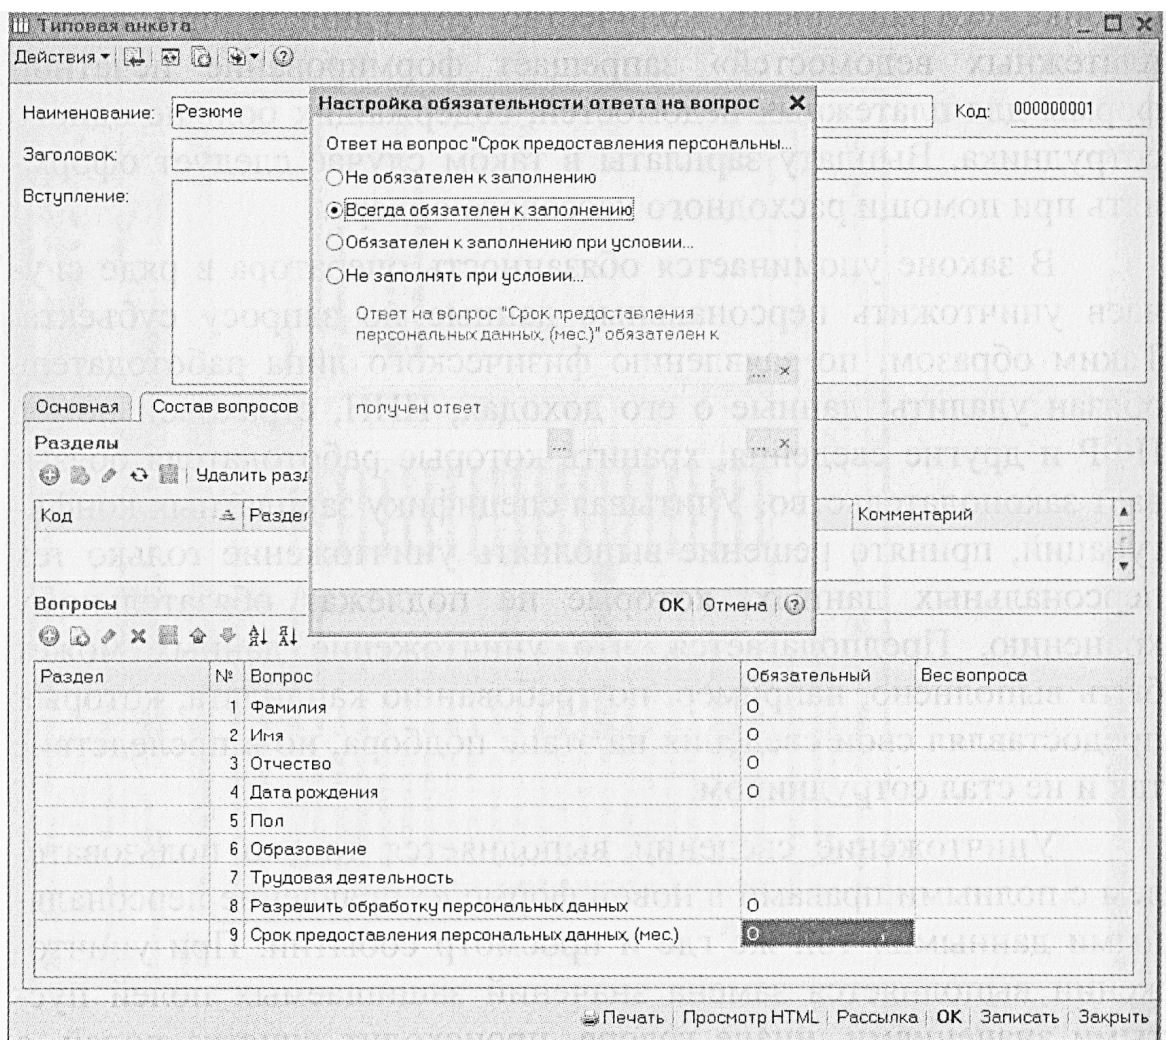 Типовая анкета
Действия
Наименование: Резюме
Код: 000000001
Заголовок:
Вступление:
Настройка обязательности ответа на вопрос
Ответ на вопрос "Срок предоставления персональны...
Не обязателен к заполнению
Всегда обязателен к заполнению
Обязателен к заполнению при условии...
Не заполнять при условии...
Ответ на вопрос "Срок предоставления
персональных данных, (мес.)" обязателен к
... ×
получен ответ
... ... ×
OK Отмена
Основная Состав вопросов
Разделы
Удалить разд
Код Раздел Комментарий
Вопросы
Раздел № Вопрос Обязательный Вес вопроса
1 Фамилия О
2 Имя О
3 Отчество О
4 Дата рождения О
5 Пол
6 Образование
7 Трудовая деятельность
8 Разрешить обработку персональных данных О
9 Срок предоставления персональных данных, (мес.) О
Печать Просмотр HTML Рассылка OK Записать Закрыть